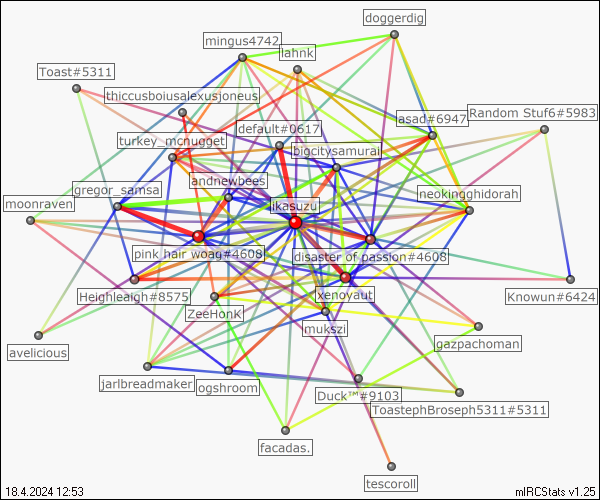 doggerdig
mingus4742
lahnk
Toast#5311
thiccusboiusalexusjoneus
Random Stuf6#5983
asad#6947
default#0617
turkey_mcnugget
bigcitysamurai
andnewbees
gregor_samsa
neokingghidorah
moonraven
ikasuzu
pink hair woag#4608
disaster of passion#4608
Heighleaigh#8575
xenoyaut
Knowun#6424
ZeeHonK
mukszi
gazpachoman
avelicious
jarlbreadmaker
ogshroom
Duck™#9103
ToastephBroseph5311#5311
facadas.
tescoroll
18.4.2024 12:53
mIRCStats v1.25